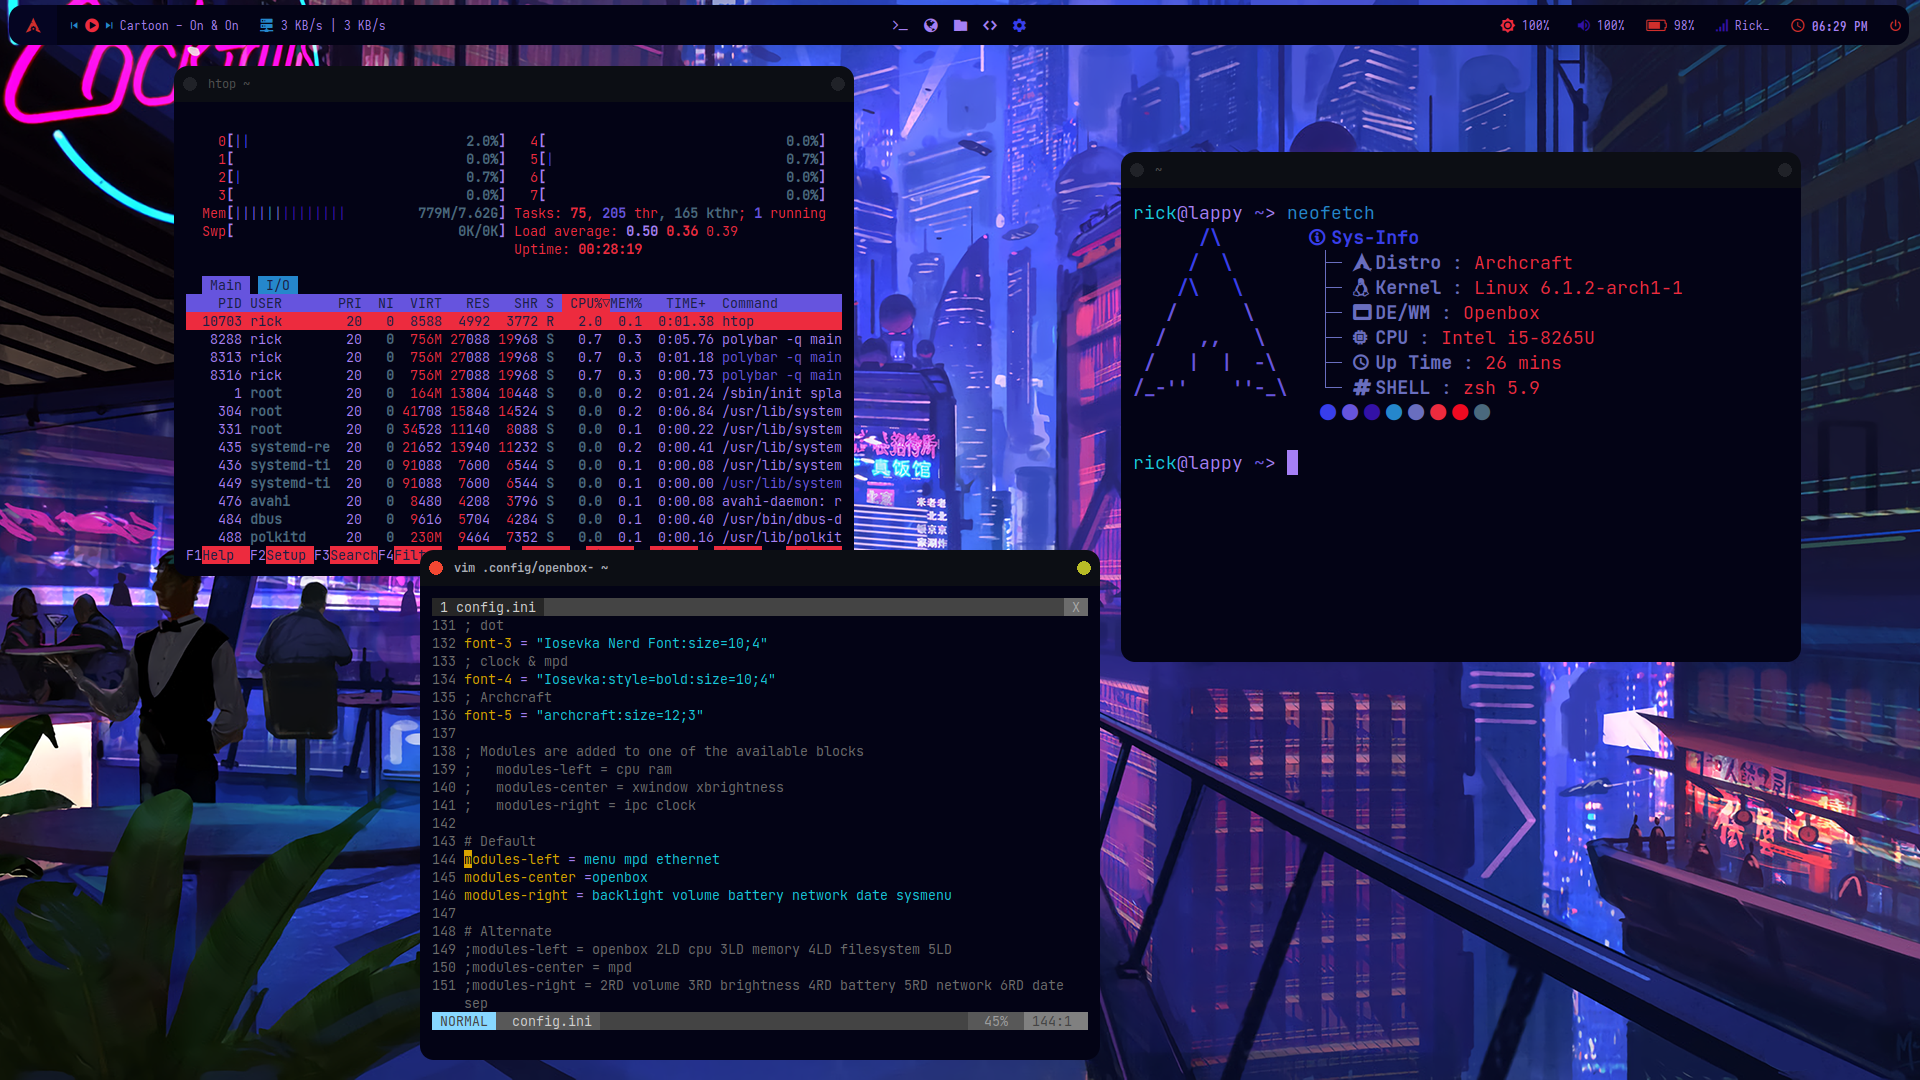 Cartoon - On & On
3 KB/s | 3 KB/s
>_
<>
100%
100%
98%
Rick_
06:29 PM
htop ~
0[|| 2.0%] 4[ 0.0%]
1[ 0.0%] 5[| 0.7%]
2[| 0.7%] 6[ 0.0%]
3[ 0.0%] 7[ 0.0%]
Mem[|||||||||||||| 779M/7.62G] Tasks: 75, 205 thr, 165 kthr; 1 running
Swp[ 0K/0K] Load average: 0.50 0.36 0.39
Uptime: 00:28:19
Main I/O
PID USER PRI NI VIRT RES SHR S CPU%▽MEM% TIME+ Command
10703 rick 20 0 8588 4992 3772 R 2.0 0.1 0:01.38 htop
8288 rick 20 0 756M 27088 19968 S 0.7 0.3 0:05.76 polybar -q main
8313 rick 20 0 756M 27088 19968 S 0.7 0.3 0:01.18 polybar -q main
8316 rick 20 0 756M 27088 19968 S 0.7 0.3 0:00.73 polybar -q main
1 root 20 0 164M 13804 10448 S 0.0 0.2 0:01.24 /sbin/init spla
304 root 20 0 41708 15848 14524 S 0.0 0.2 0:06.84 /usr/lib/system
331 root 20 0 34528 11140 8088 S 0.0 0.1 0:00.22 /usr/lib/system
435 systemd-re 20 0 21652 13940 11232 S 0.0 0.2 0:00.41 /usr/lib/system
436 systemd-ti 20 0 91088 7600 6544 S 0.0 0.1 0:00.08 /usr/lib/system
449 systemd-ti 20 0 91088 7600 6544 S 0.0 0.1 0:00.00 /usr/lib/system
476 avahi 20 0 8480 4208 3796 S 0.0 0.1 0:00.08 avahi-daemon: r
484 dbus 20 0 9616 5704 4284 S 0.0 0.1 0:00.40 /usr/bin/dbus-d
488 polkitd 20 0 230M 9464 7352 S 0.0 0.1 0:00.16 /usr/lib/polkit
F1Help F2Setup F3SearchF4Filt
~
rick@lappy ~> neofetch
Sys-Info
Distro : Archcraft
Kernel : Linux 6.1.2-arch1-1
DE/WM : Openbox
CPU : Intel i5-8265U
Up Time : 26 mins
SHELL : zsh 5.9
rick@lappy ~>
真饭馆
vim .config/openbox- ~
1 config.ini X
131 ; dot
132 font-3 = "Iosevka Nerd Font:size=10;4"
133 ; clock & mpd
134 font-4 = "Iosevka:style=bold:size=10;4"
135 ; Archcraft
136 font-5 = "archcraft:size=12;3"
137
138 ; Modules are added to one of the available blocks
139 ;   modules-left = cpu ram
140 ;   modules-center = xwindow xbrightness
141 ;   modules-right = ipc clock
142
143 # Default
144 modules-left = menu mpd ethernet
145 modules-center =openbox
146 modules-right = backlight volume battery network date sysmenu
147
148 # Alternate
149 ;modules-left = openbox 2LD cpu 3LD memory 4LD filesystem 5LD
150 ;modules-center = mpd
151 ;modules-right = 2RD volume 3RD brightness 4RD battery 5RD network 6RD date
sep
NORMAL config.ini 45% 144:1